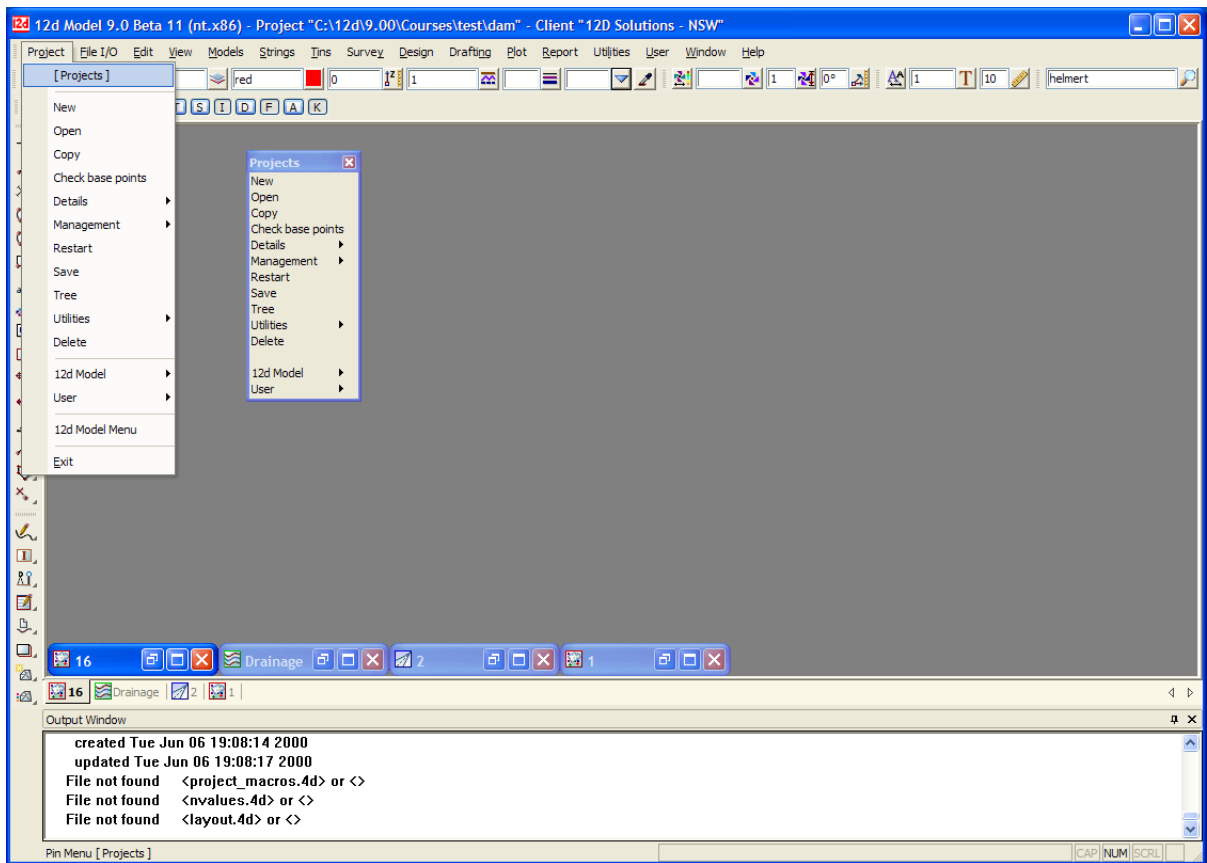 12d Model 9.0 Beta 11 (nt.x86) - Project "C:\12d\9.00\Courses\test\dam" - Client "12D Solutions - NSW"
Project File I/O Edit View Models Strings Tins Survey Design Drafting Plot Report Utilities User Window Help
red 0 1 1 0° 1 T 10 helmert
S I D F A K
[ Projects ]
New
Open
Copy
Check base points
Details
Management
Restart
Save
Tree
Utilities
Delete
12d Model
User
12d Model Menu
Exit
Projects
New
Open
Copy
Check base points
Details
Management
Restart
Save
Tree
Utilities
Delete
12d Model
User
16 Drainage 2 1
16 Drainage 2 1
Output Window
created Tue Jun 06 19:08:14 2000
updated Tue Jun 06 19:08:17 2000
File not found <project_macros.4d> or <>
File not found <nvalues.4d> or <>
File not found <layout.4d> or <>
Pin Menu [ Projects ] CAP NUM SCRL